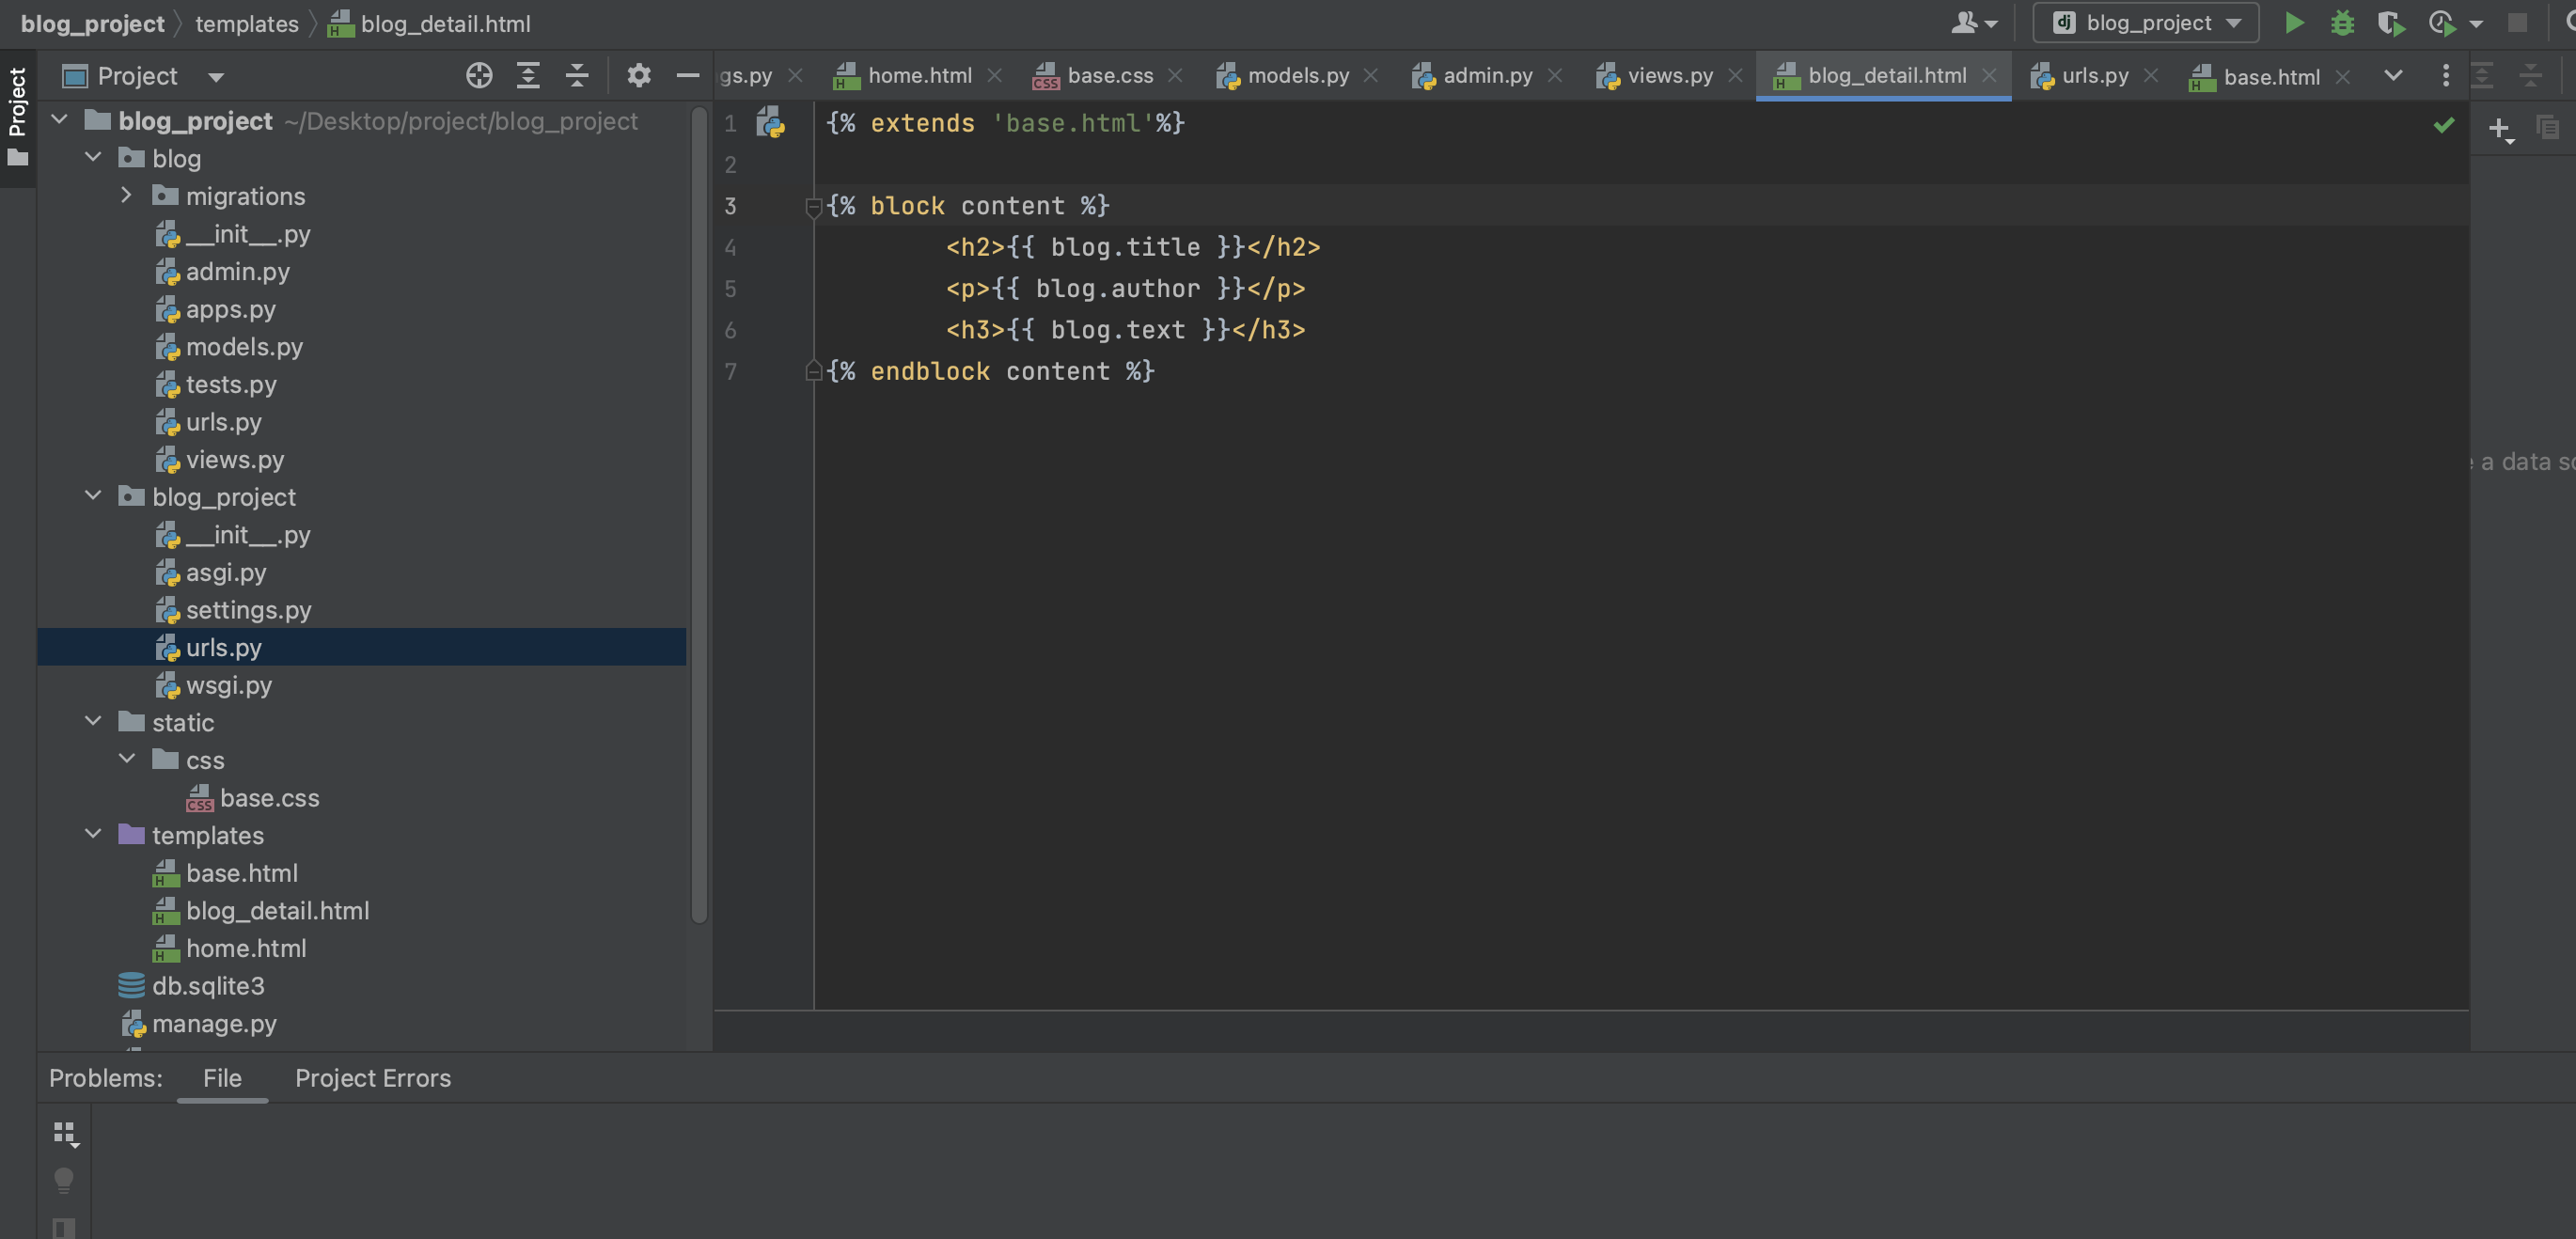 blog_project templates blog_detail.html
blog_project
Project
Project
gs.py home.html base.css models.py admin.py views.py blog_detail.html urls.py base.html
blog_project ~/Desktop/project/blog_project
blog
migrations
__init__.py
admin.py
apps.py
models.py
tests.py
urls.py
views.py
blog_project
__init__.py
asgi.py
settings.py
urls.py
wsgi.py
static
css
base.css
templates
base.html
blog_detail.html
home.html
db.sqlite3
manage.py
1 {% extends 'base.html'%}
2
3 {% block content %}
4 <h2>{{ blog.title }}</h2>
5 <p>{{ blog.author }}</p>
6 <h3>{{ blog.text }}</h3>
7 {% endblock content %}
a data
Problems: File Project Errors